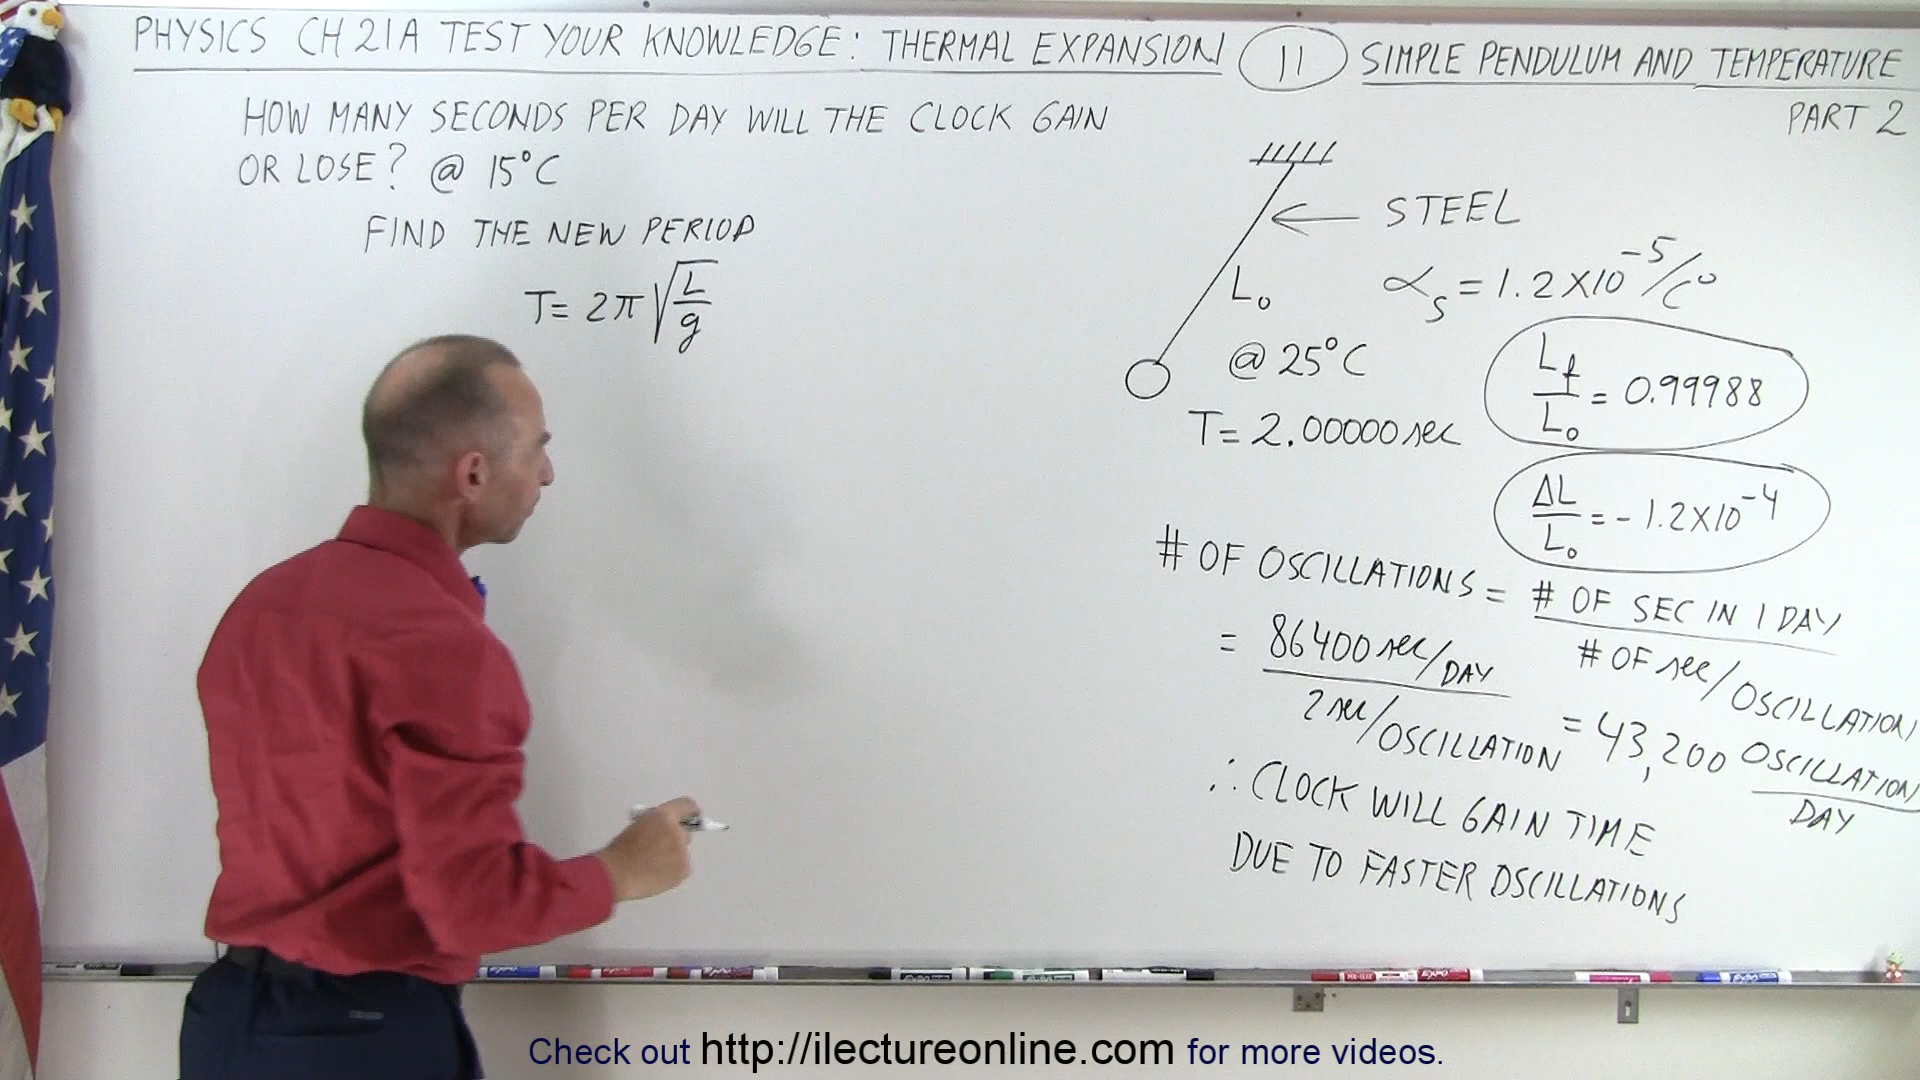 PHYSICS CH 21A TEST YOUR KNOWLEDGE: THERMAL EXPANSION 11 SIMPLE PENDULUM AND TEMPERATURE
PART 2
HOW MANY SECONDS PER DAY WILL THE CLOCK GAIN
OR LOSE? @ 15°C
FIND THE NEW PERIOD
T = 2π√(L/g)
STEEL
L₀
αₛ = 1.2 X 10⁻⁵/C°
@ 25°C
T = 2.00000 sec
L_f/L₀ = 0.99988
ΔL/L₀ = - 1.2 X 10⁻⁴
# OF OSCILLATIONS = # OF SEC IN 1 DAY / # OF sec/OSCILLATION
= 86400 sec/DAY / 2 sec/OSCILLATION = 43,200 OSCILLATION/DAY
∴ CLOCK WILL GAIN TIME
DUE TO FASTER OSCILLATIONS
Check out http://ilectureonline.com for more videos.